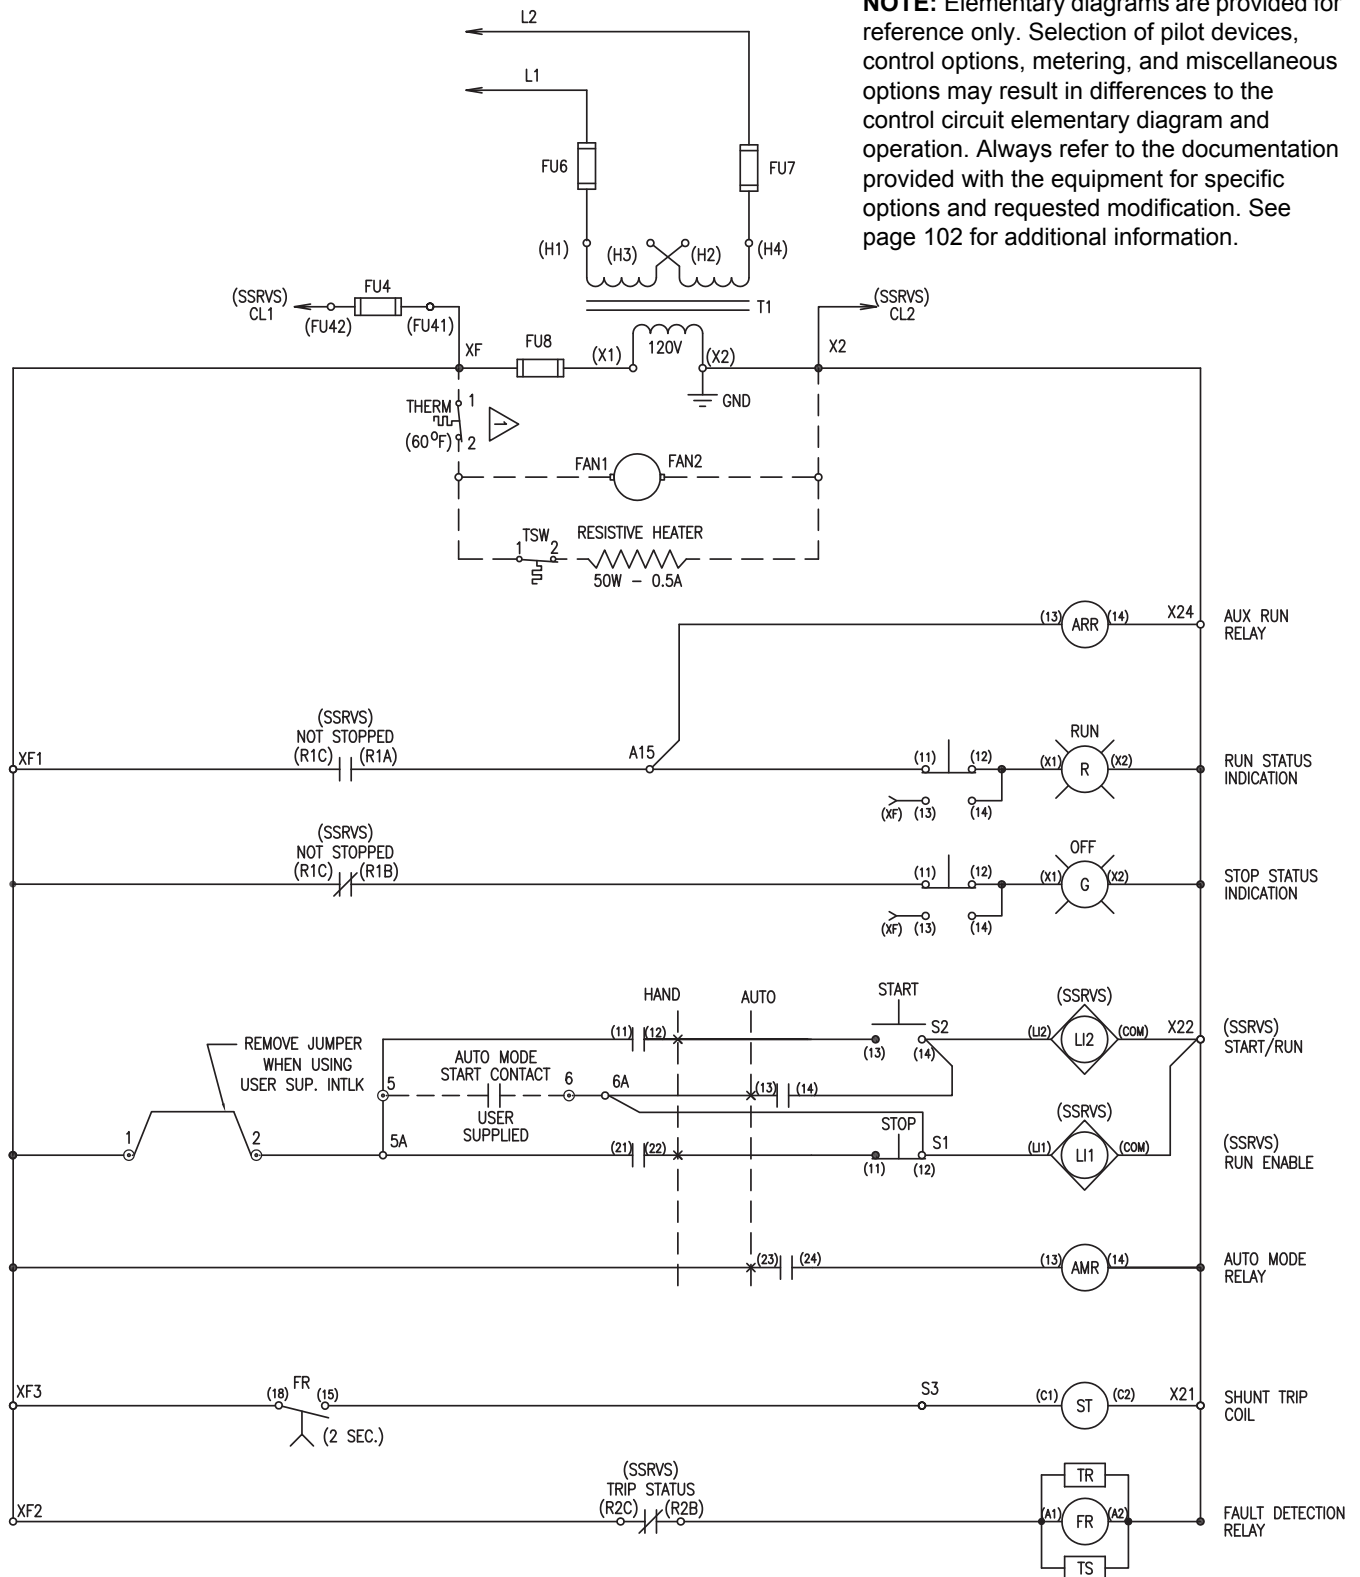 NOTE: Elementary diagrams are provided for
reference only. Selection of pilot devices,
control options, metering, and miscellaneous
options may result in differences to the
control circuit elementary diagram and
operation. Always refer to the documentation
provided with the equipment for specific
options and requested modification. See
page 102 for additional information.
L2
L1
FU6
FU7
(H1) (H3) (H2) (H4)
(SSRVS)
CL1
FU4
(FU42) (FU41)
T1
(SSRVS)
CL2
XF
FU8
(X1)
120V
(X2)
X2
GND
THERM
(60°F)
1
2
1
FAN1 FAN2
TSW
1 2
RESISTIVE HEATER
50W - 0.5A
(13) ARR (14) X24
AUX RUN
RELAY
XF1
(SSRVS)
NOT STOPPED
(R1C) (R1A)
A15
(11) (12)
(XF) (13) (14)
RUN
(X1) R (X2)
RUN STATUS
INDICATION
(SSRVS)
NOT STOPPED
(R1C) (R1B)
(11) (12)
(XF) (13) (14)
OFF
(X1) G (X2)
STOP STATUS
INDICATION
HAND AUTO
REMOVE JUMPER
WHEN USING
USER SUP. INTLK
(11) (12)
START
S2
(13) (14)
(SSRVS)
(LI2) LI2 (COM) X22
(SSRVS)
START/RUN
5
AUTO MODE
START CONTACT
USER
SUPPLIED
6
6A
(13) (14)
1
2
5A
(21) (22)
STOP
S1
(11) (12)
(SSRVS)
(LI1) LI1 (COM)
(SSRVS)
RUN ENABLE
(23) (24)
(13) AMR (14)
AUTO MODE
RELAY
XF3
FR
(18) (15)
(2 SEC.)
S3
(C1) ST (C2) X21
SHUNT TRIP
COIL
XF2
(SSRVS)
TRIP STATUS
(R2C) (R2B)
TR
(A1) FR (A2)
TS
FAULT DETECTION
RELAY